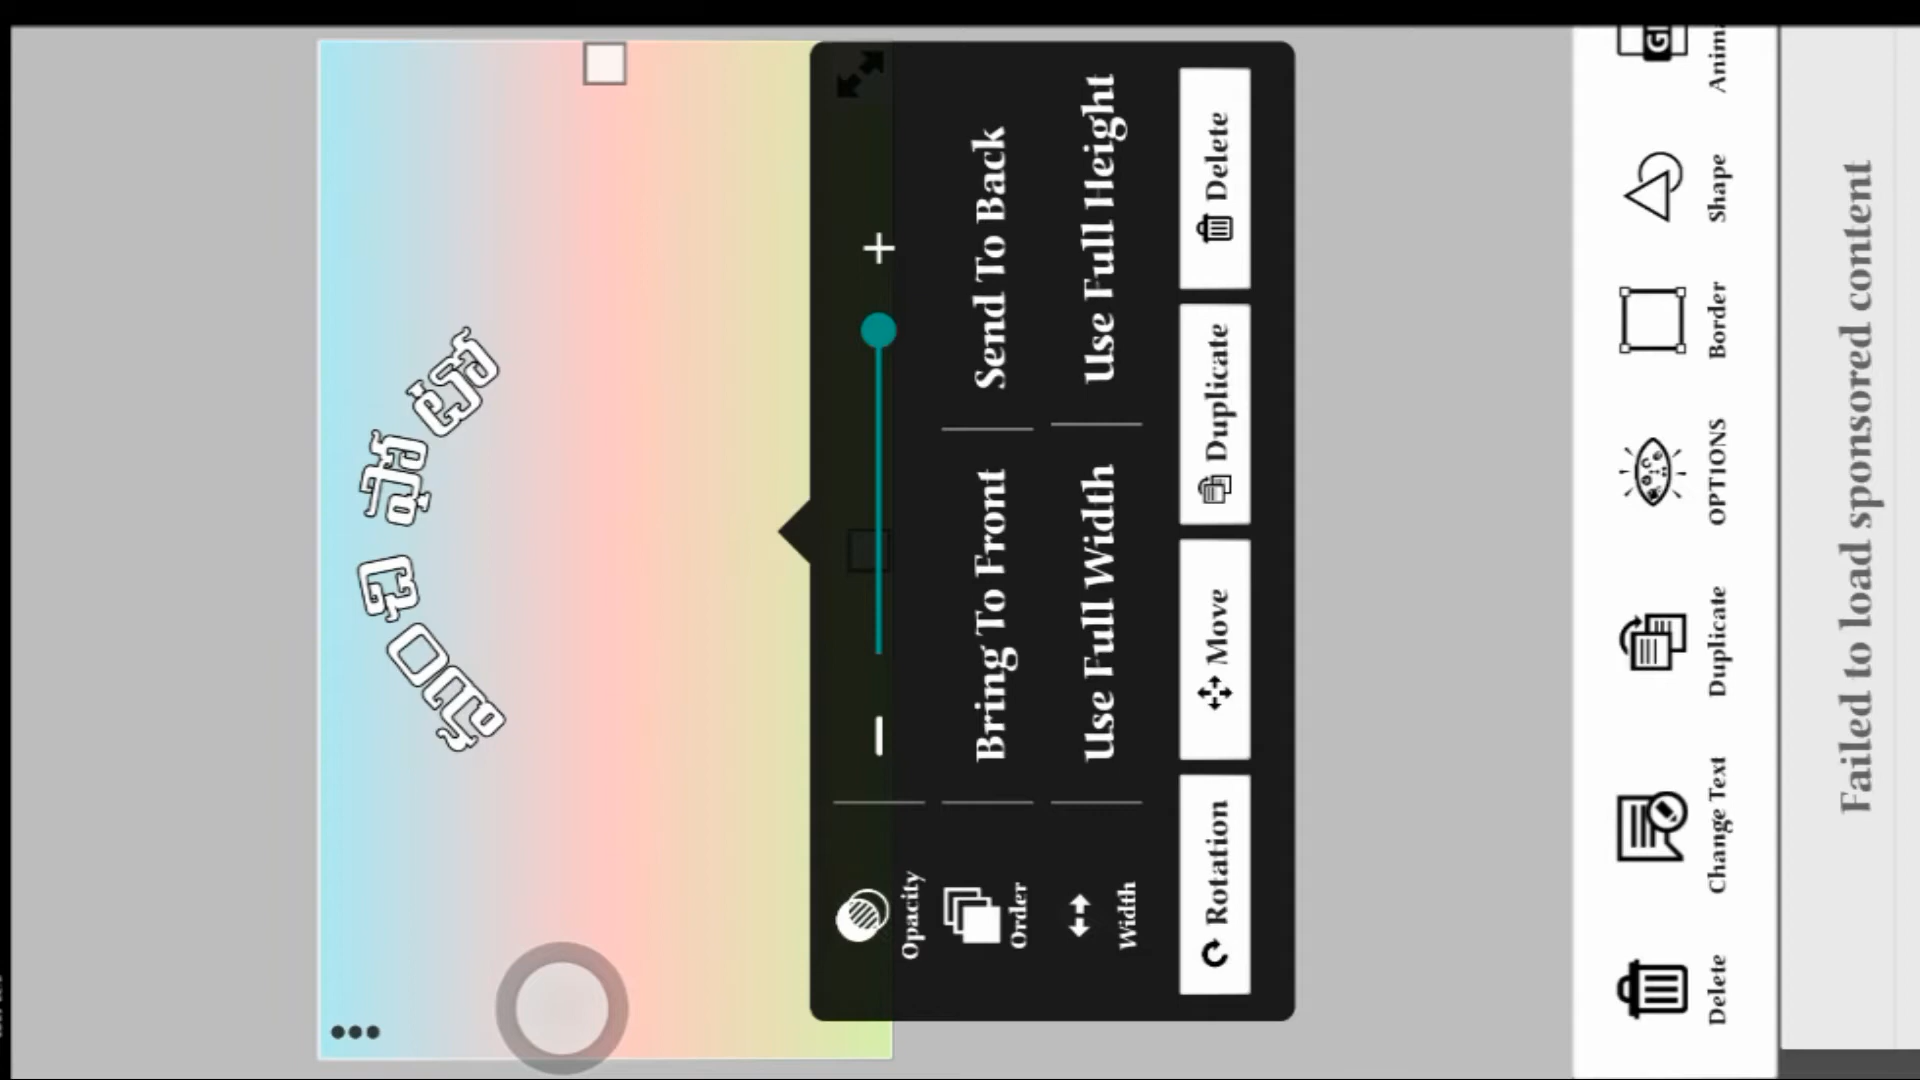 Opacity
Order
Bring To Front
Send To Back
Width
Use Full Width
Use Full Height
Rotation
Move
Duplicate
Delete
Delete
Change Text
Duplicate
OPTIONS
Border
Shape
Anima
Failed to load sponsored content